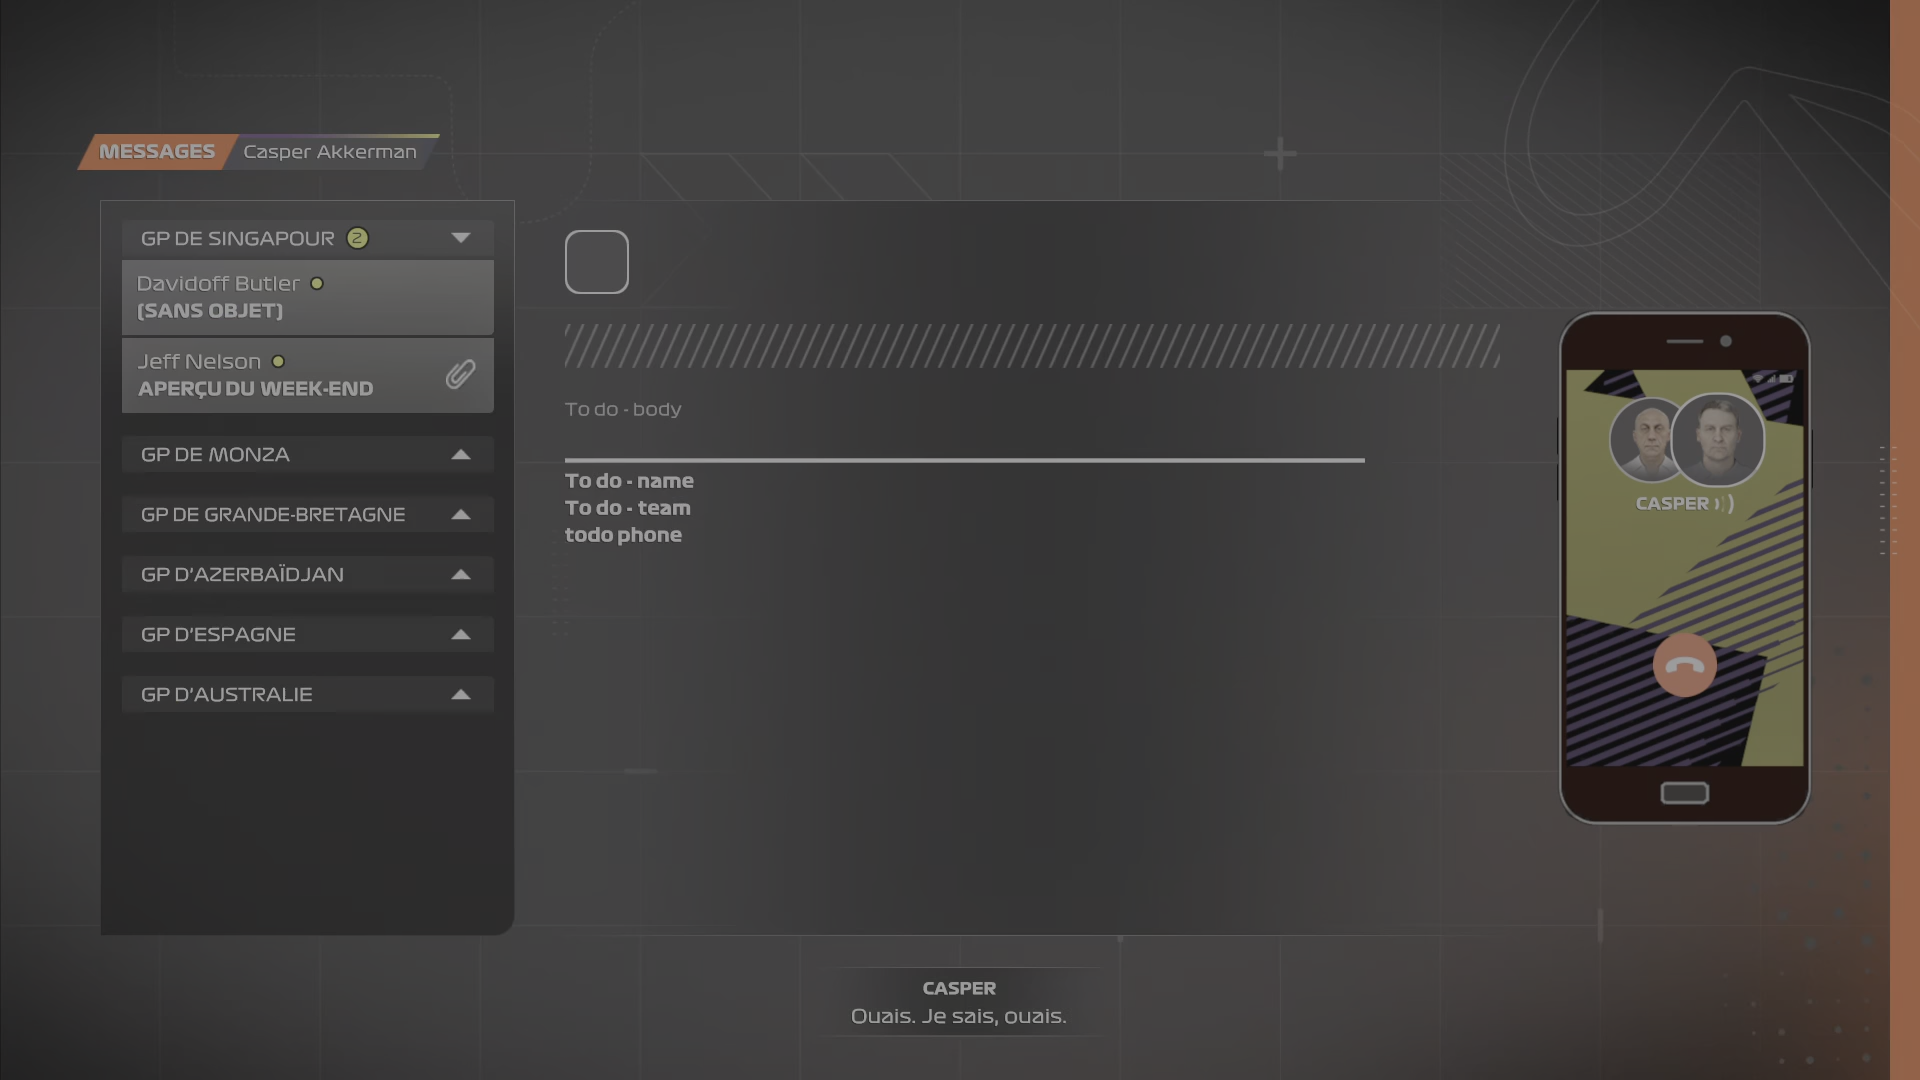 MESSAGES Casper Akkerman
GP DE SINGAPOUR 2
Davidoff Butler
(SANS OBJET)
Jeff Nelson
APERÇU DU WEEK-END
GP DE MONZA
GP DE GRANDE-BRETAGNE
GP D'AZERBAÏDJAN
GP D'ESPAGNE
GP D'AUSTRALIE
To do - body
To do - name
To do - team
todo phone
CASPER
CASPER
Ouais. Je sais, ouais.